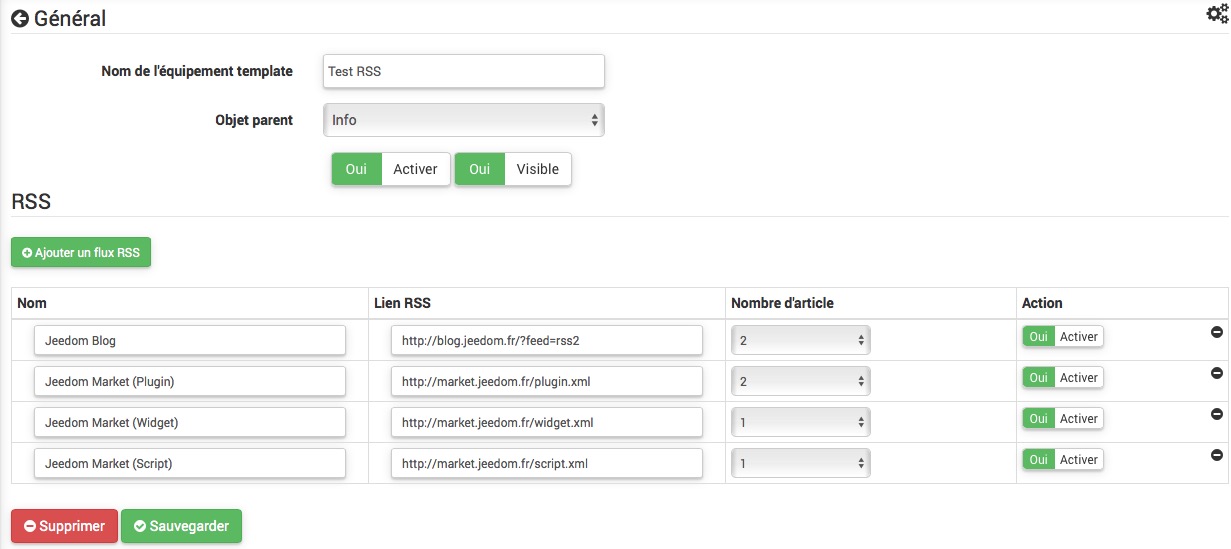 Général
Nom de l'équipement template Test RSS
Objet parent Info
Oui Activer Oui Visible
RSS
Ajouter un flux RSS
Nom Lien RSS Nombre d'article Action
Jeedom Blog http://blog.jeedom.fr/?feed=rss2 2 Oui Activer
Jeedom Market (Plugin) http://market.jeedom.fr/plugin.xml 2 Oui Activer
Jeedom Market (Widget) http://market.jeedom.fr/widget.xml 1 Oui Activer
Jeedom Market (Script) http://market.jeedom.fr/script.xml 1 Oui Activer
Supprimer Sauvegarder